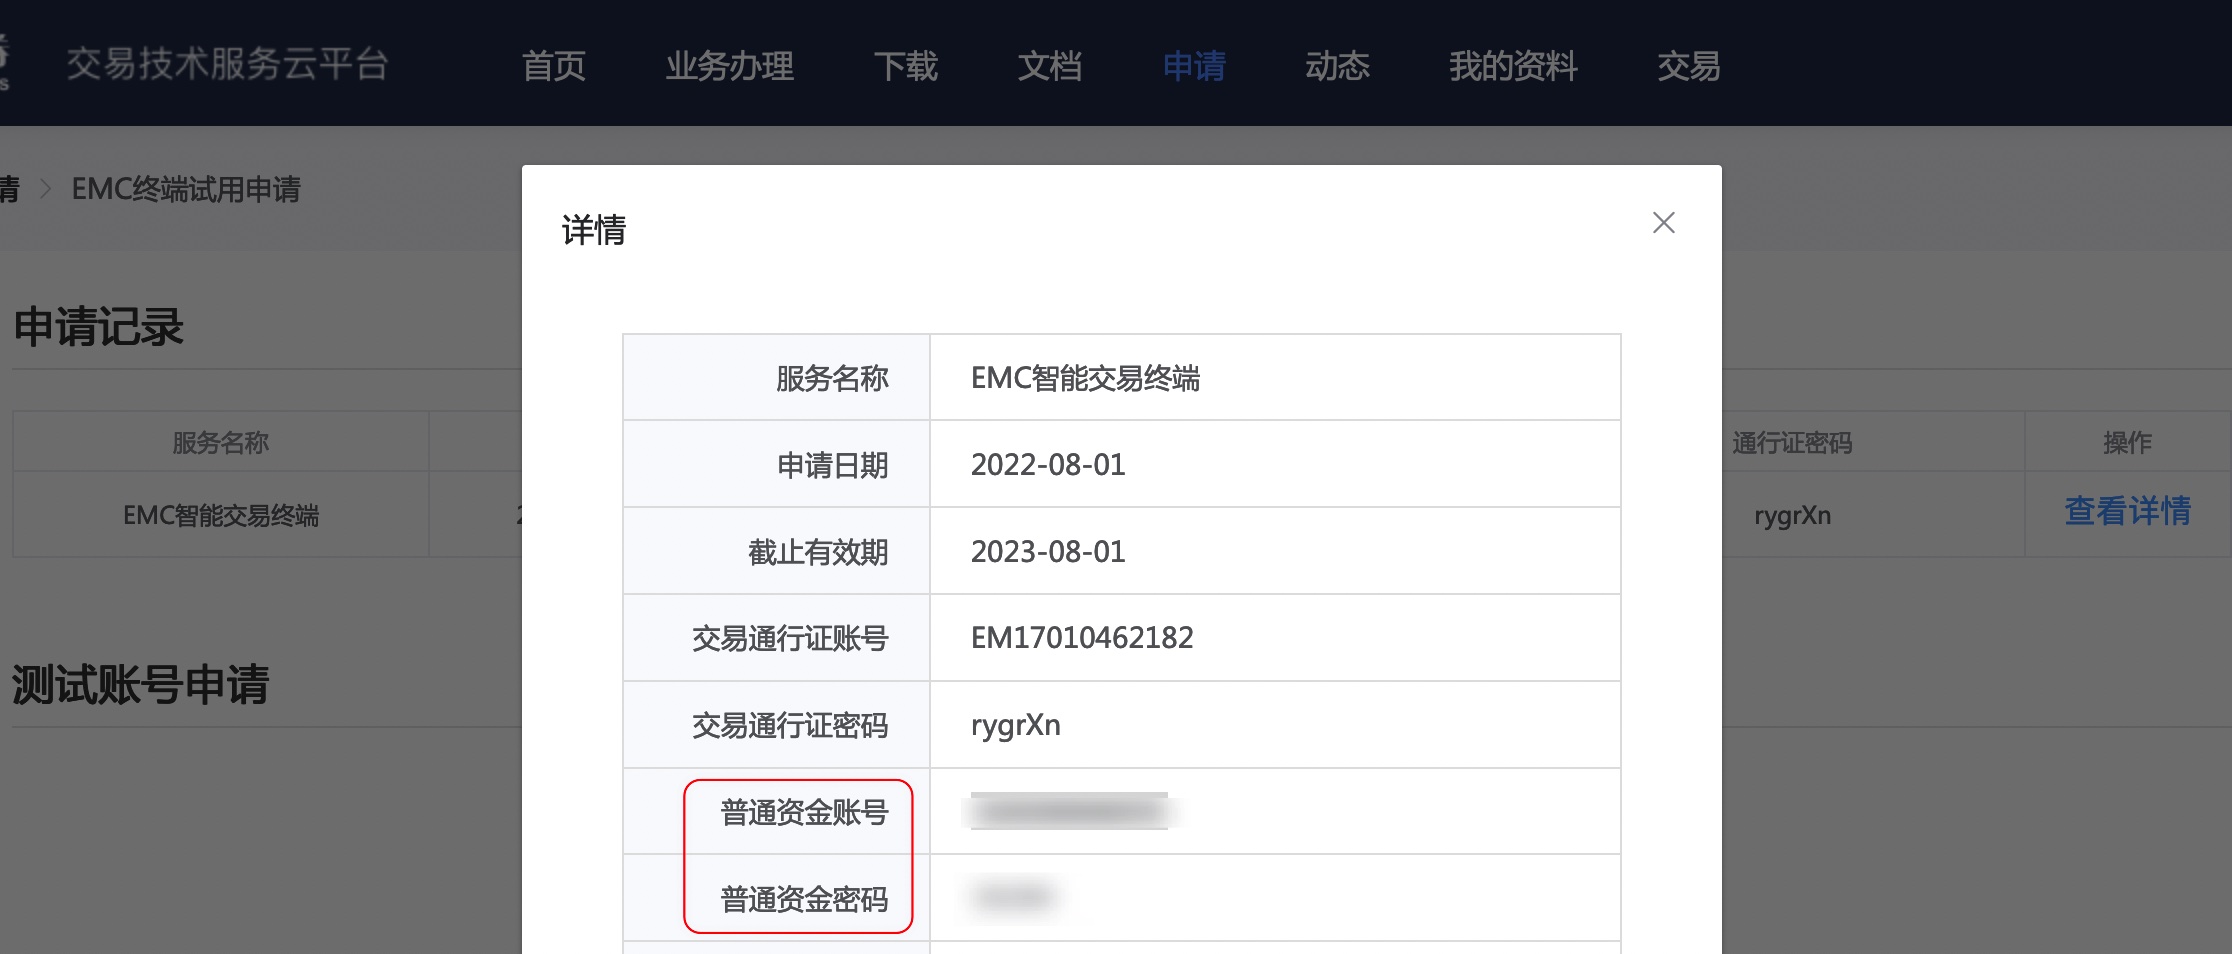 交易技术服务云平台
首页 业务办理 下载 文档 申请 动态 我的资料 交易
请 > EMC终端试用申请
详情
申请记录
服务名称 通行证密码 操作
EMC智能交易终端 rygrXn 查看详情
测试账号申请
服务名称 EMC智能交易终端
申请日期 2022-08-01
截止有效期 2023-08-01
交易通行证账号 EM17010462182
交易通行证密码 rygrXn
普通资金账号
普通资金密码